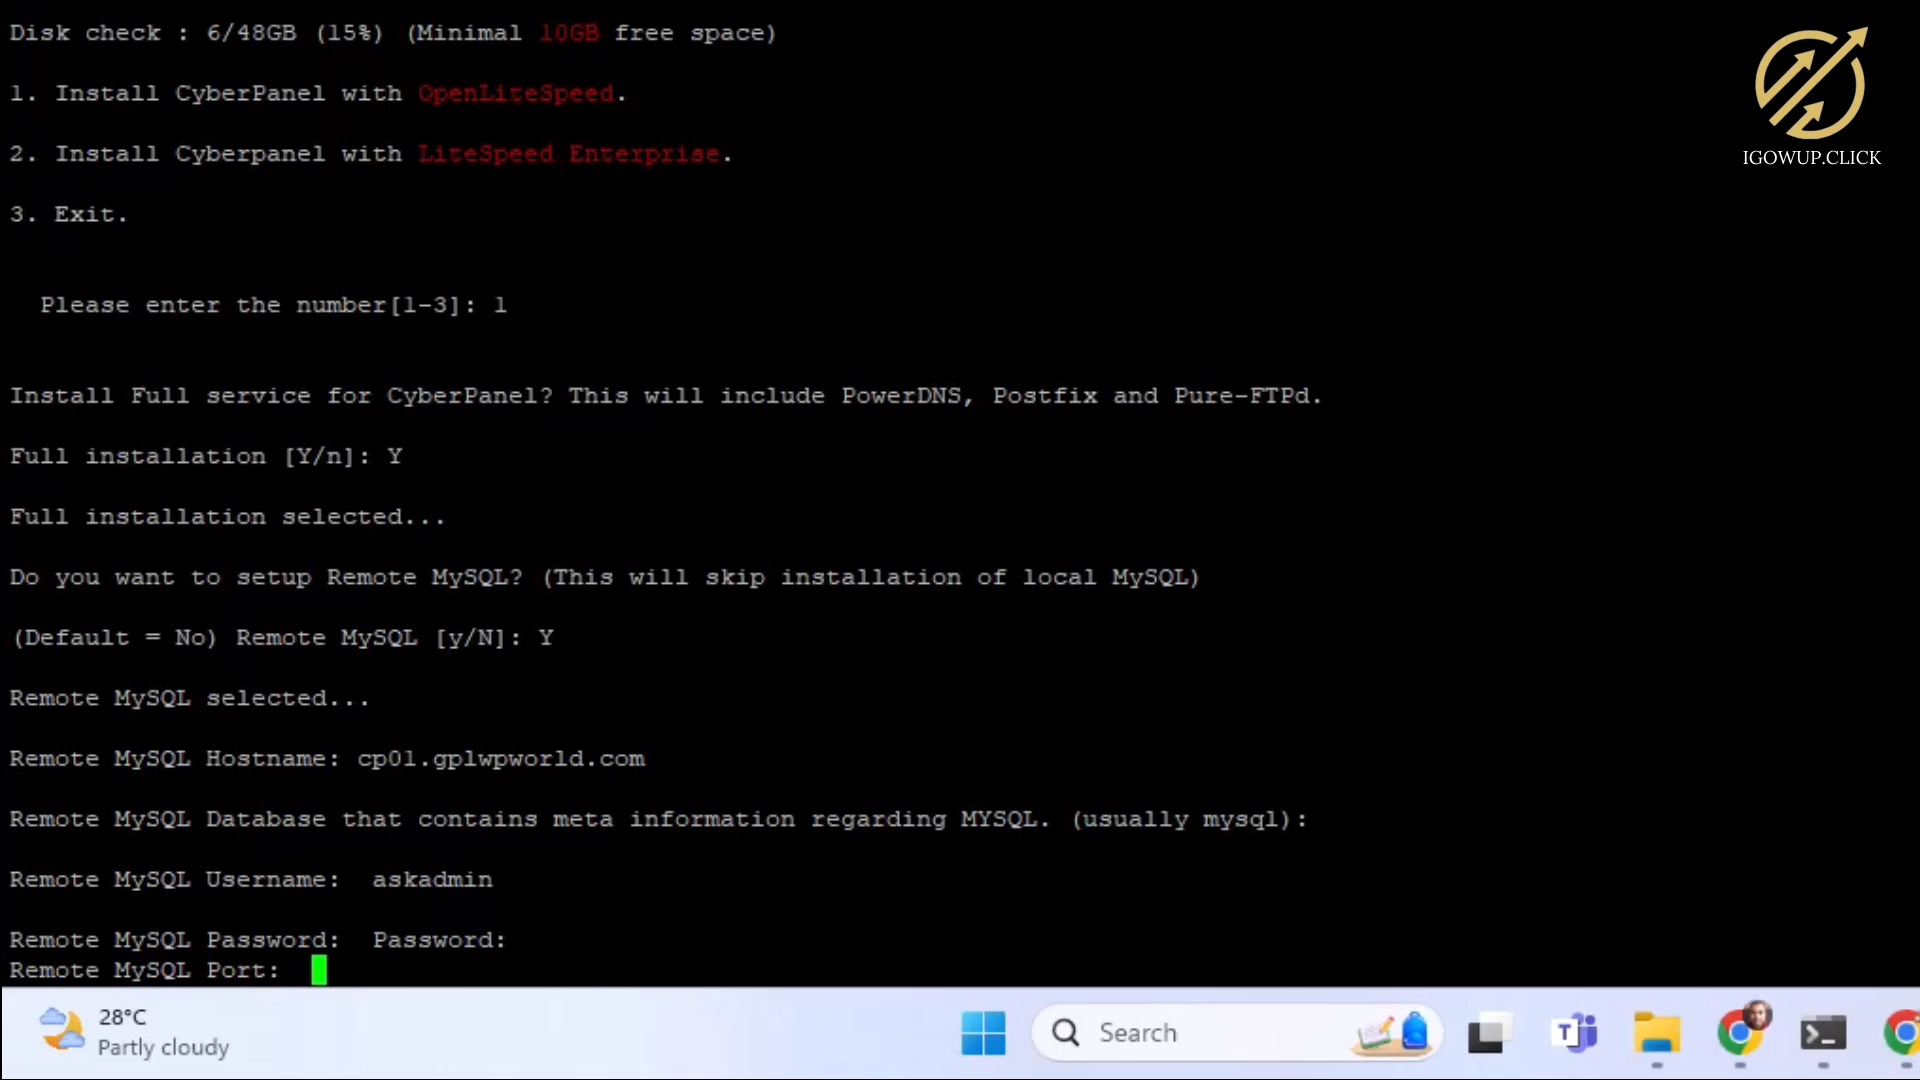 Disk check : 6/48GB (15%) (Minimal 10GB free space)
1. Install CyberPanel with OpenLiteSpeed.
2. Install Cyberpanel with LiteSpeed Enterprise.
3. Exit.
Please enter the number[1-3]: 1
Install Full service for CyberPanel? This will include PowerDNS, Postfix and Pure-FTPd.
Full installation [Y/n]: Y
Full installation selected...
Do you want to setup Remote MySQL? (This will skip installation of local MySQL)
(Default = No) Remote MySQL [y/N]: Y
Remote MySQL selected...
Remote MySQL Hostname: cp01.gplwpworld.com
Remote MySQL Database that contains meta information regarding MYSQL. (usually mysql):
Remote MySQL Username:  askadmin
Remote MySQL Password:  Password:
Remote MySQL Port:
IGOWUP.CLICK
28°C
Partly cloudy
Search
T